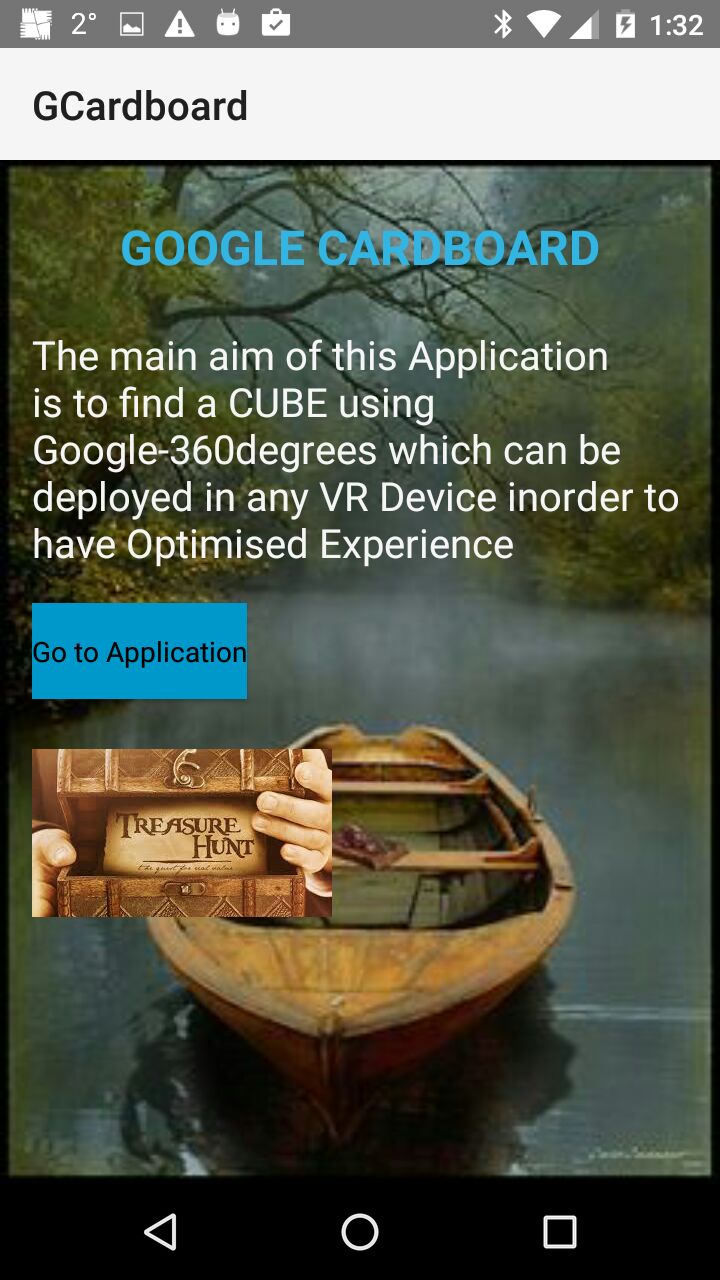 2°
1:32
GCardboard
GOOGLE CARDBOARD
The main aim of this Application
is to find a CUBE using
Google-360degrees which can be
deployed in any VR Device inorder to
have Optimised Experience
Go to Application
TREASURE
HUNT
the quest for real value